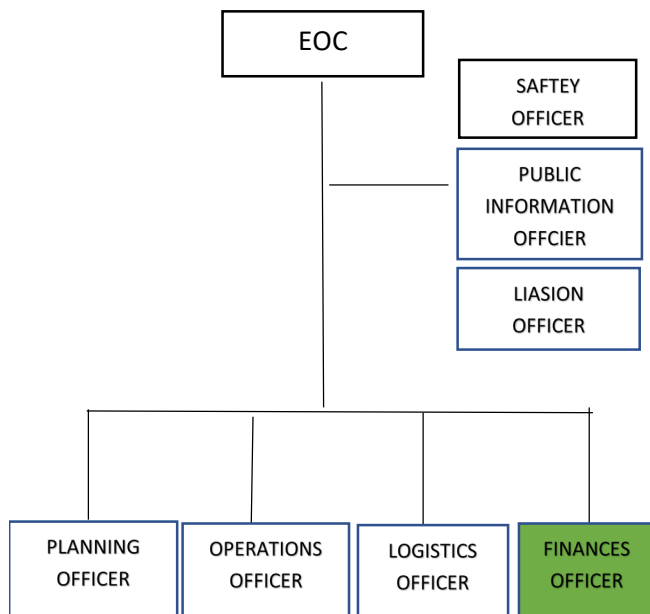 EOC
SAFTEY
OFFICER
PUBLIC
INFORMATION
OFFCIER
LIASION
OFFICER
PLANNING
OFFICER
OPERATIONS
OFFICER
LOGISTICS
OFFICER
FINANCES
OFFICER